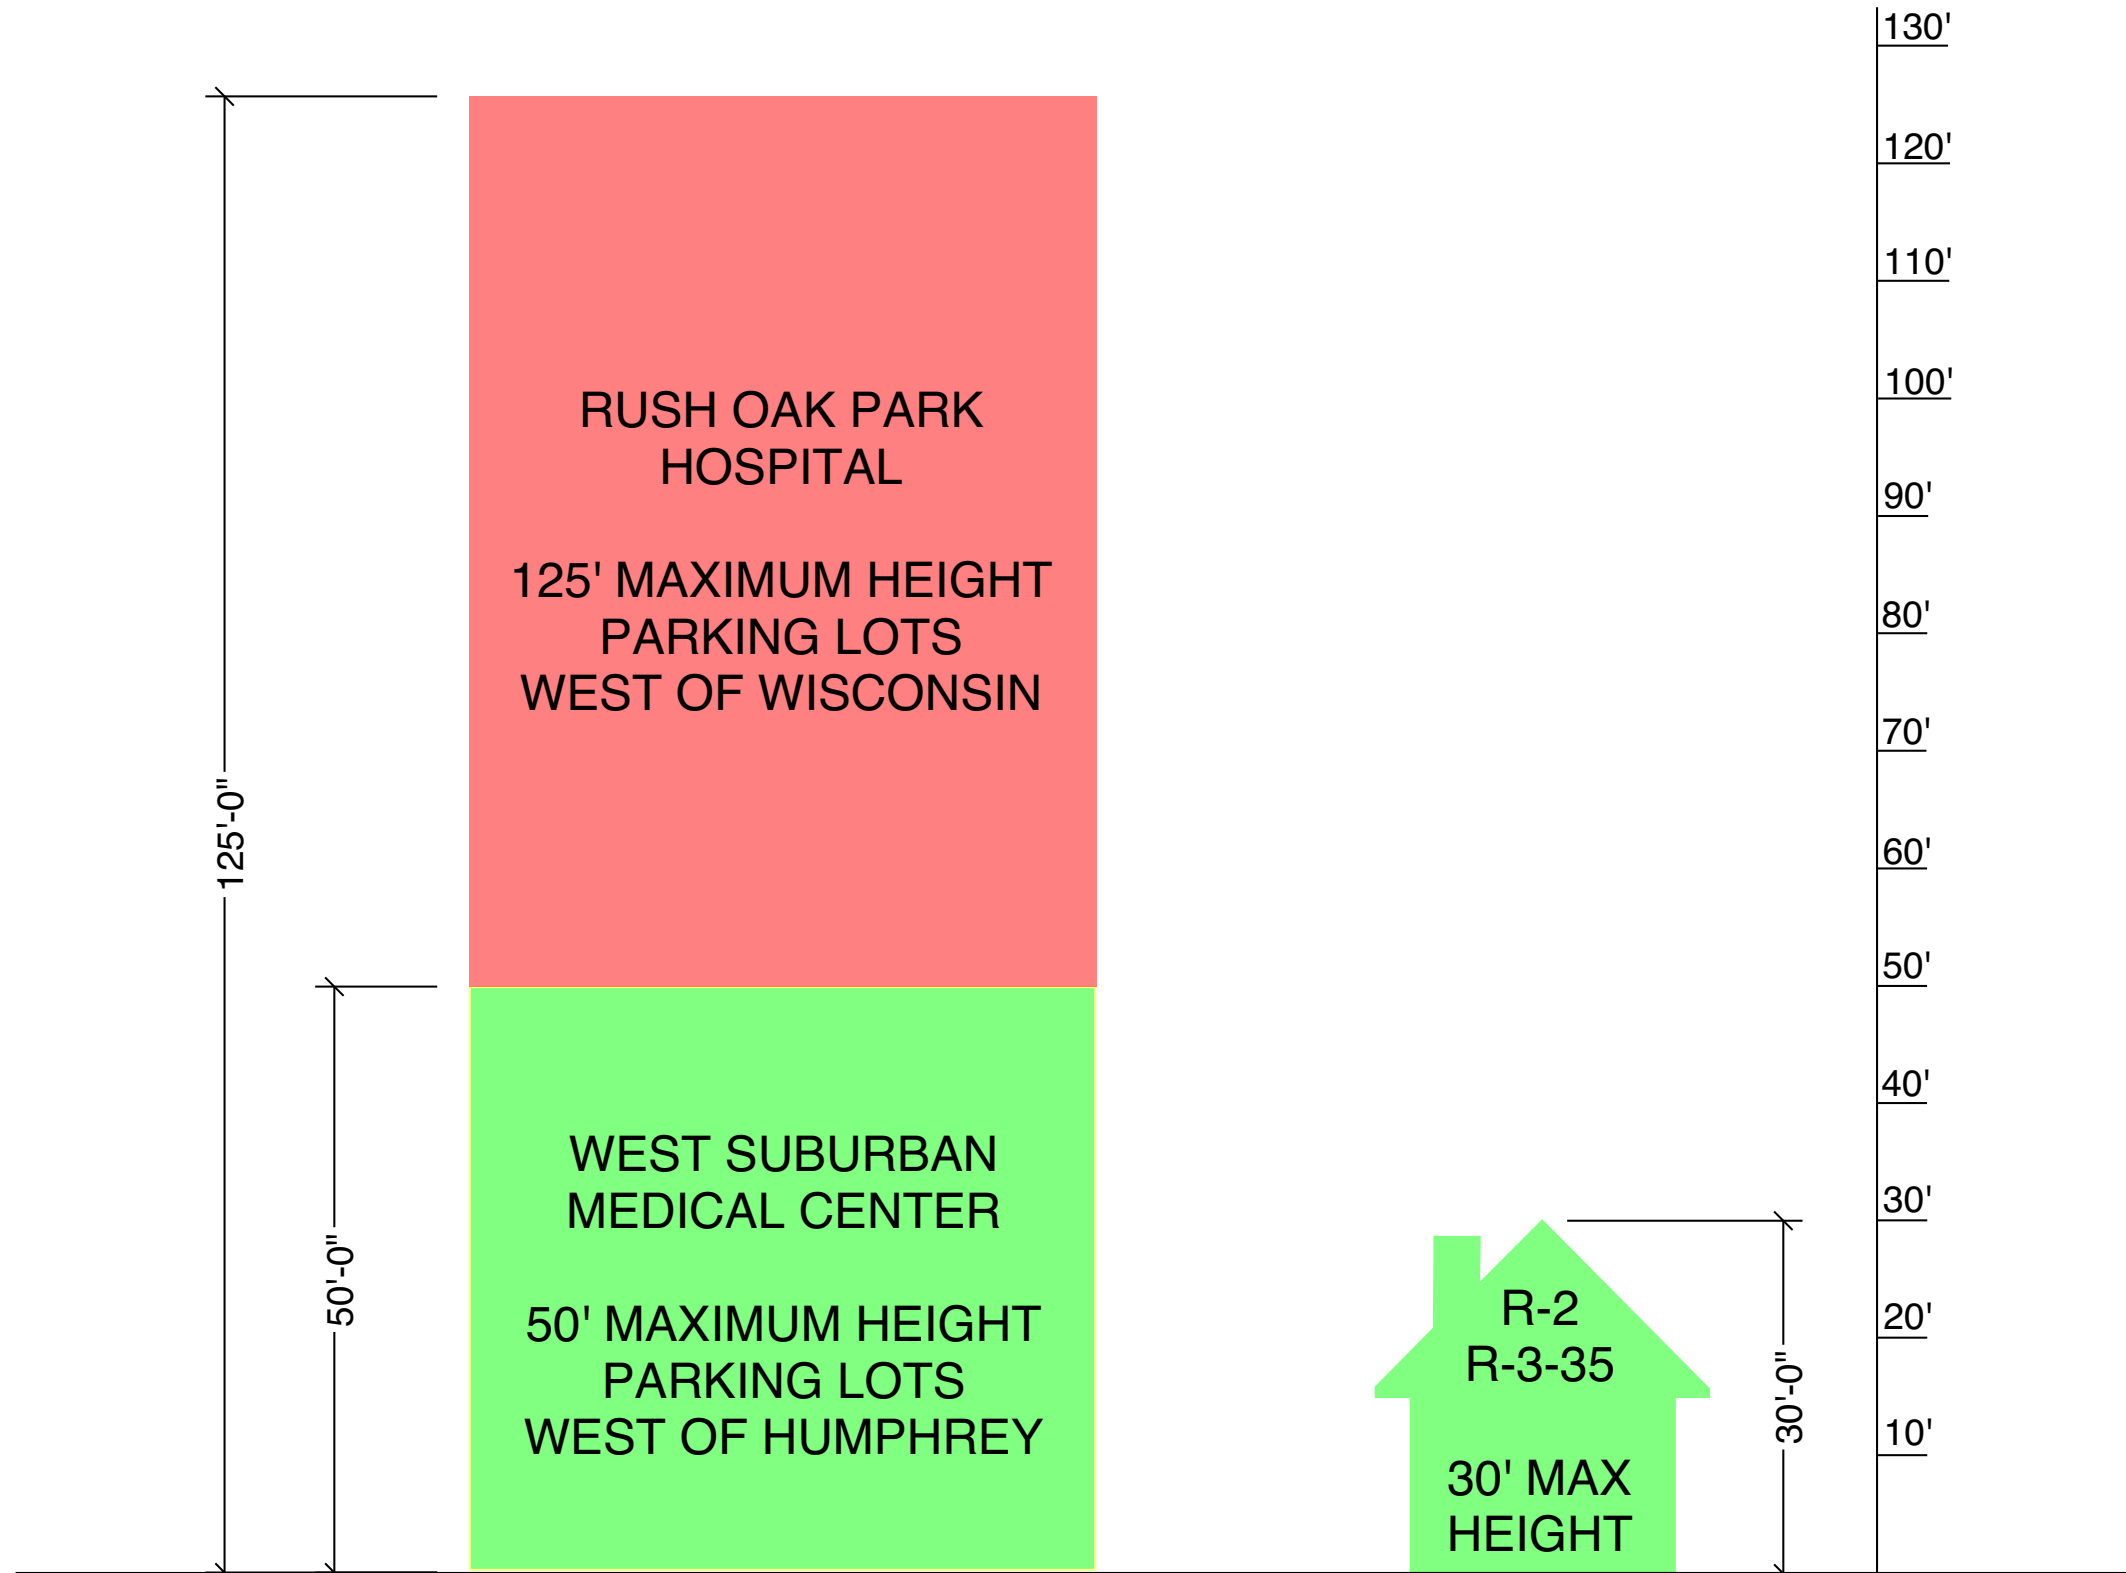 125'-0"
50'-0"
RUSH OAK PARK
HOSPITAL
125' MAXIMUM HEIGHT
PARKING LOTS
WEST OF WISCONSIN
WEST SUBURBAN
MEDICAL CENTER
50' MAXIMUM HEIGHT
PARKING LOTS
WEST OF HUMPHREY
R-2
R-3-35
30' MAX
HEIGHT
30'-0"
130'
120'
110'
100'
90'
80'
70'
60'
50'
40'
30'
20'
10'